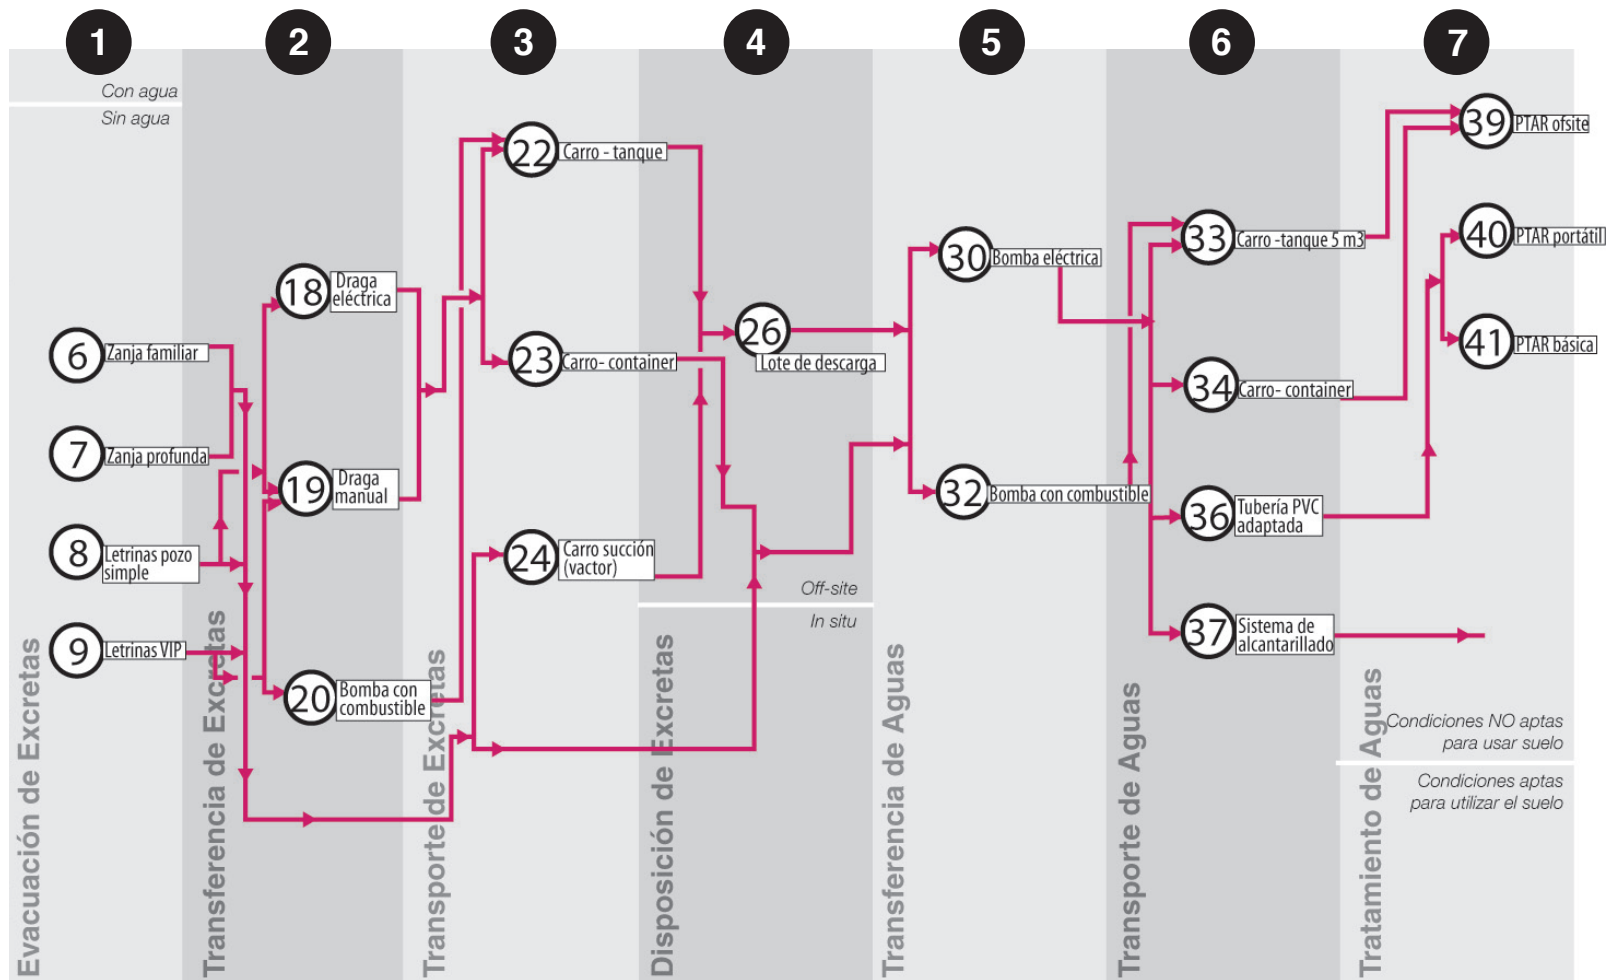 1
2
3
4
5
6
7
Con agua
Sin agua
6
Zanja familiar
7
Zanja profunda
8
Letrinas pozo
simple
9
Letrinas VIP
Evacuación de Excretas
18
Draga
eléctrica
19
Draga
manual
20
Bomba con
combustible
Transferencia de Excretas
22
Carro - tanque
23
Carro- container
24
Carro succión
(vactor)
Transporte de Excretas
26
Lote de descarga
Off-site
In situ
Disposición de Excretas
30
Bomba eléctrica
32
Bomba con combustible
Transferencia de Aguas
33
Carro -tanque 5 m3
34
Carro- container
36
Tubería PVC
adaptada
37
Sistema de
alcantarillado
Transporte de Aguas
39
PTAR ofsite
40
PTAR portátil
41
PTAR básica
Condiciones NO aptas
para usar suelo
Condiciones aptas
para utilizar el suelo
Tratamiento de Aguas